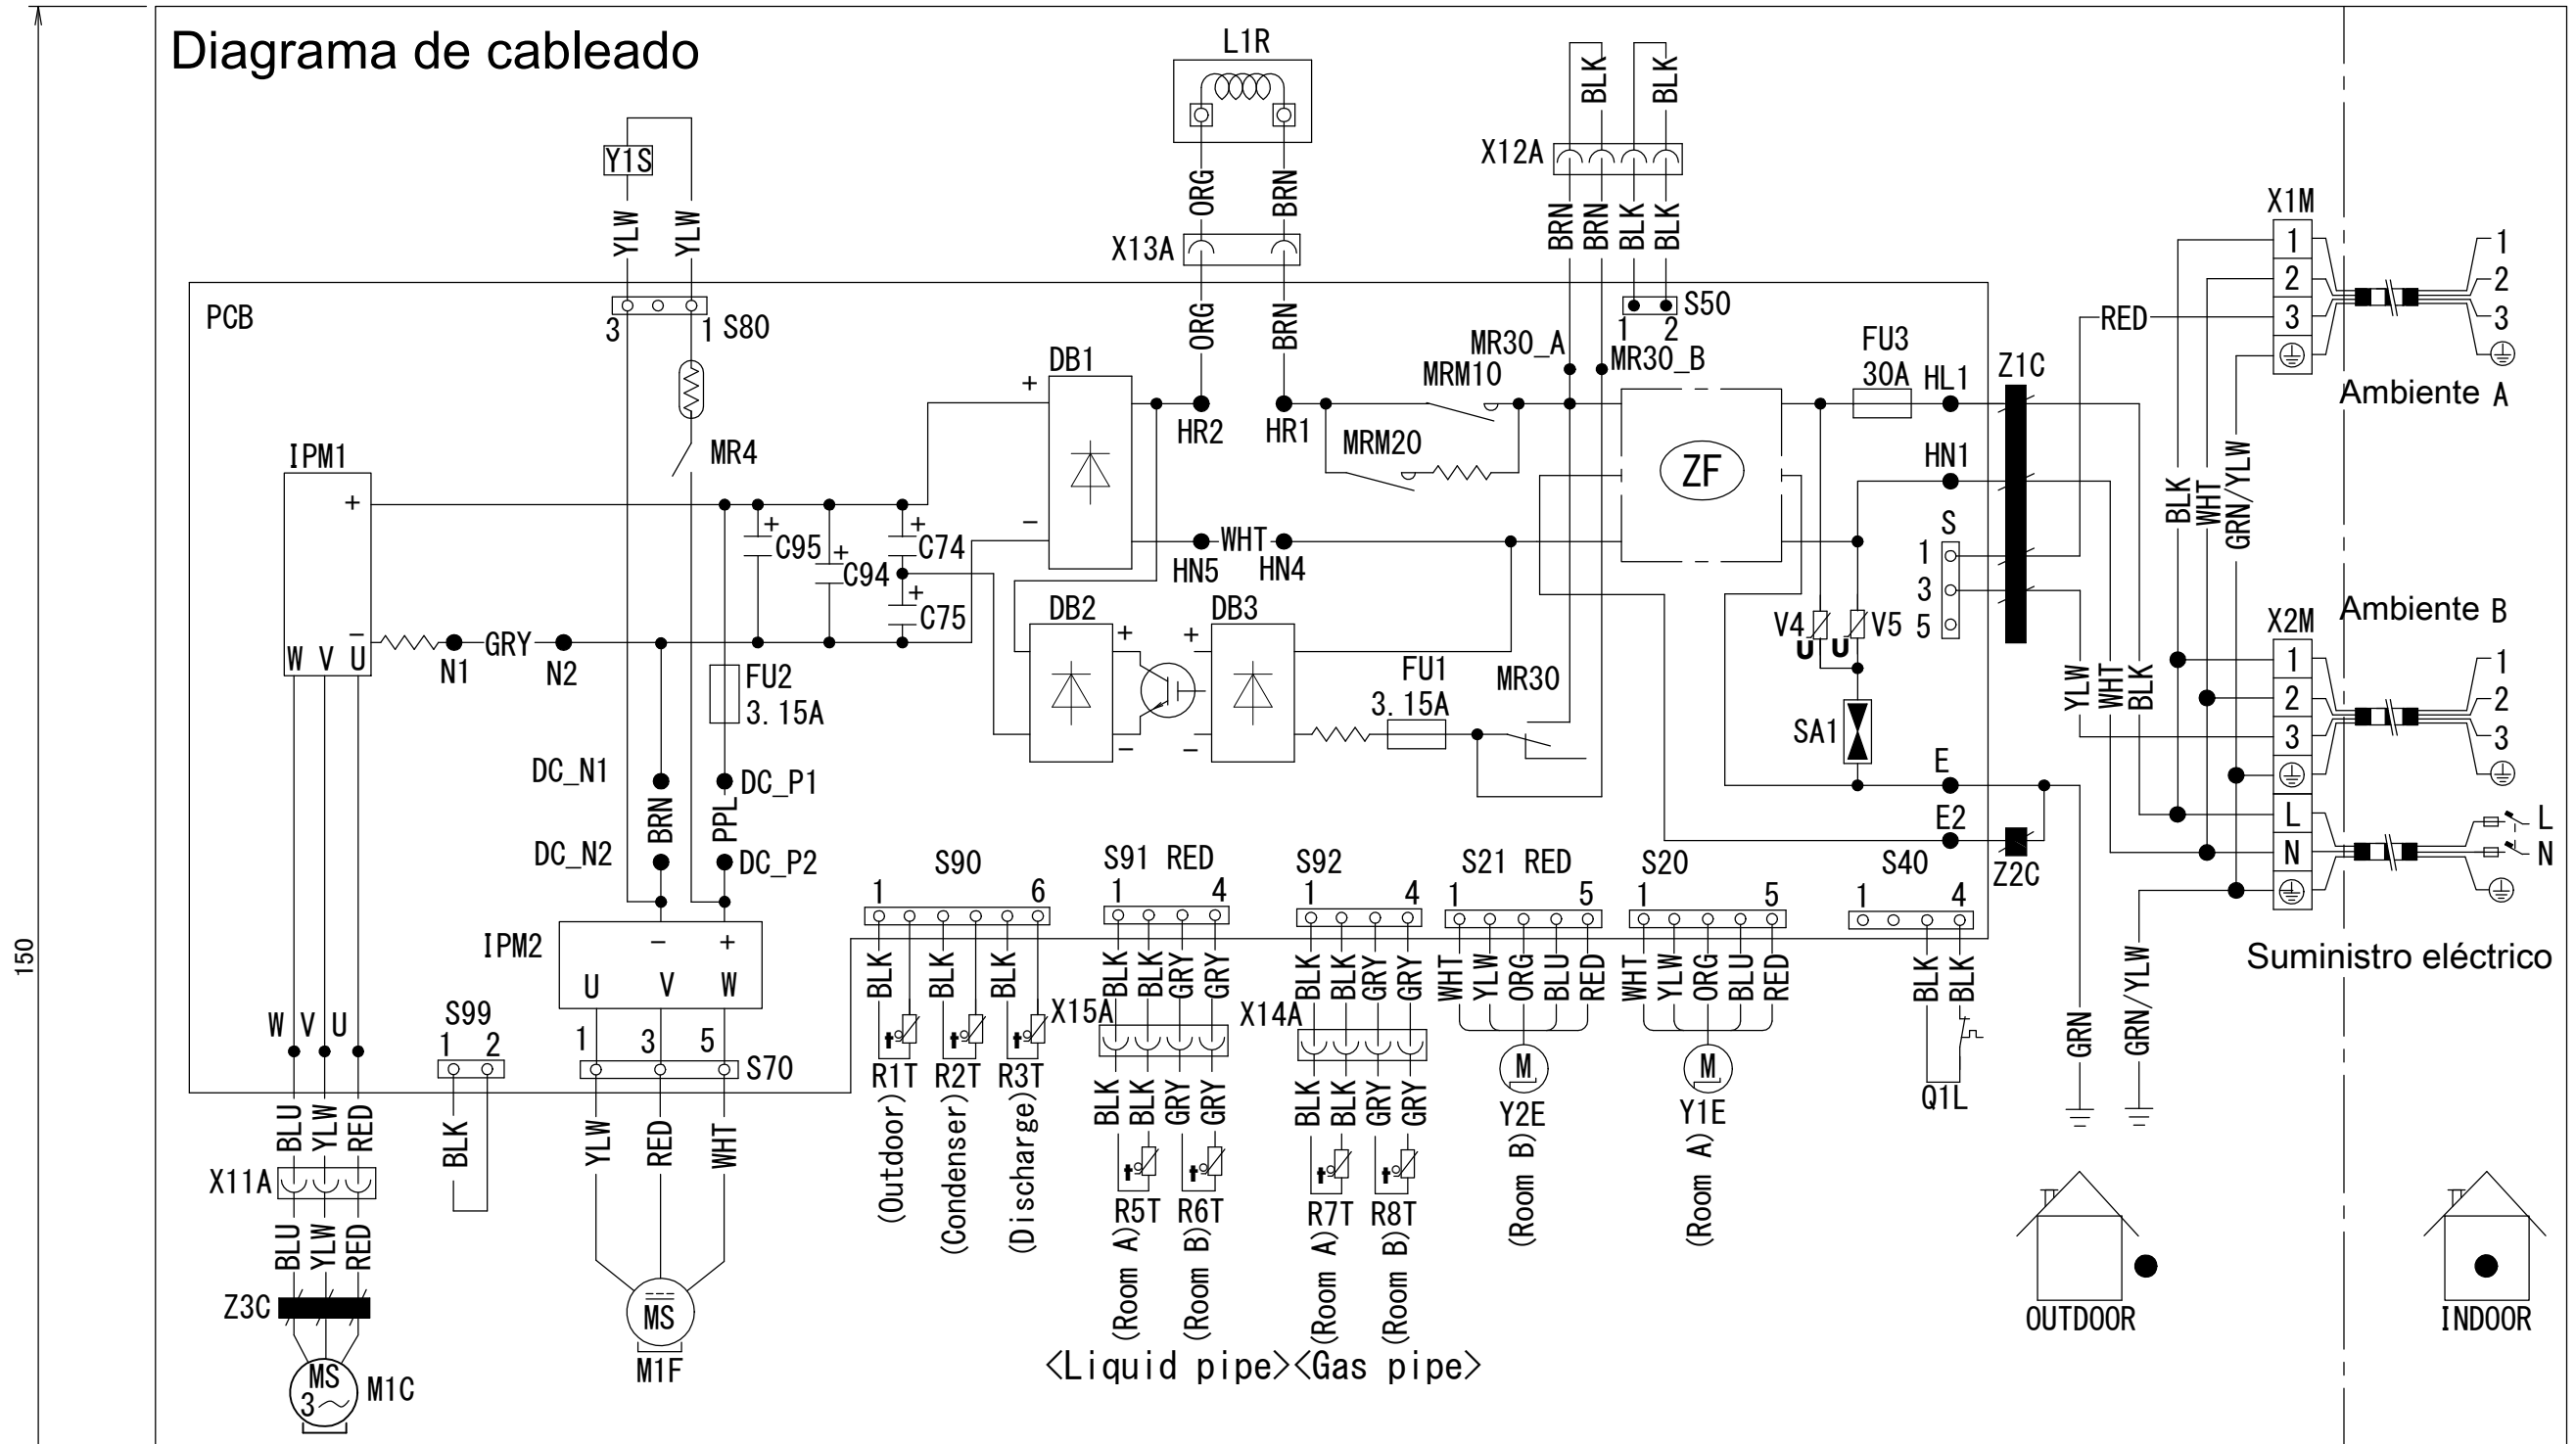 Diagrama de cableado
L1R
BLK
BLK
Y1S
X12A
ORG
BRN
YLW
YLW
X13A
BRN
BRN
BLK
BLK
X1M
1
2
3
1
2
3
RED
Ambiente A
PCB
3
1
S80
ORG
BRN
1
2
S50
MR30_A
MR30_B
MRM10
FU3
30A
HL1
Z1C
DB1
+
-
HR2
HR1
MRM20
MR4
IPM1
+
-
W V U
ZF
HN1
BLK
WHT
GRN/YLW
S
1
3
5
+
C95
+
C94
+
C74
+
C75
HN5
WHT
HN4
DB2
+
-
DB3
+
-
V4
U
V5
U
Ambiente B
X2M
1
2
3
L
N
1
2
3
L
N
N1
GRY
N2
FU2
3.15A
FU1
3.15A
MR30
SA1
YLW
WHT
BLK
DC_N1
DC_P1
BRN
PPL
DC_N2
DC_P2
E
E2
Z2C
IPM2
-
+
U
V
W
S90
1
6
S91 RED
1
4
S92
1
4
S21 RED
1
5
S20
1
5
S40
1
4
Suministro eléctrico
150
BLK
BLK
BLK
BLK
BLK
GRY
GRY
BLK
BLK
GRY
GRY
WHT
YLW
ORG
BLU
RED
WHT
YLW
ORG
BLU
RED
BLK
BLK
GRN
GRN/YLW
W V U
S99
1
2
1
3
5
S70
X15A
X14A
R1T
(Outdoor)
R2T
(Condenser)
R3T
(Discharge)
BLK
BLK
GRY
GRY
BLK
BLK
GRY
GRY
M
Y2E
(Room B)
M
Y1E
(Room A)
Q1L
BLU
YLW
RED
BLK
YLW
RED
WHT
X11A
BLU
YLW
RED
R5T
(Room A)
R6T
(Room B)
R7T
(Room A)
R8T
(Room B)
Z3C
MS
M1F
MS
3
M1C
<Liquid pipe>
<Gas pipe>
OUTDOOR
INDOOR